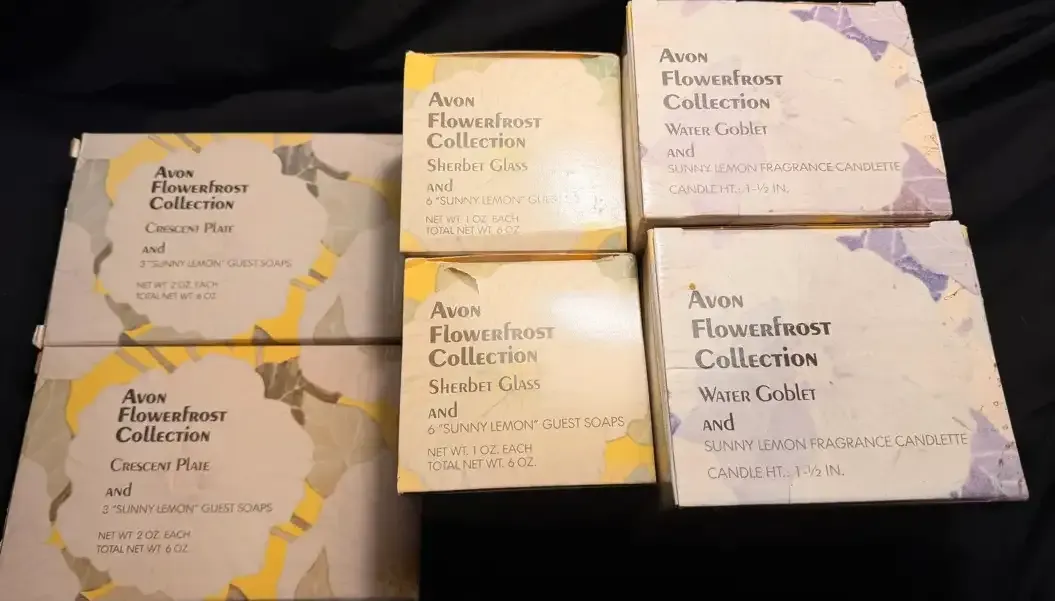 Avon
Flowerfrost
Collection
Crescent Plate
and
3 "SUNNY LEMON" GUEST SOAPS
NET WT 2 OZ. EACH
TOTAL NET WT. 6 OZ.
Avon
Flowerfrost
Collection
Crescent Plate
and
3 "SUNNY LEMON" GUEST SOAPS
NET WT 2 OZ. EACH
TOTAL NET WT. 6 OZ.
Avon
Flowerfrost
Collection
Sherbet Glass
and
6 "SUNNY LEMON" GUEST
NET WT. 1 OZ. EACH
TOTAL NET WT. 6 OZ.
Avon
Flowerfrost
Collection
Sherbet Glass
and
6 "SUNNY LEMON" GUEST SOAPS
NET WT. 1 OZ. EACH
TOTAL NET WT. 6 OZ.
Avon
Flowerfrost
Collection
Water Goblet
and
SUNNY LEMON FRAGRANCE CANDLETTE
CANDLE HT.: 1-½ IN.
Avon
Flowerfrost
Collection
Water Goblet
and
SUNNY LEMON FRAGRANCE CANDLETTE
CANDLE HT.: 1-½ IN.